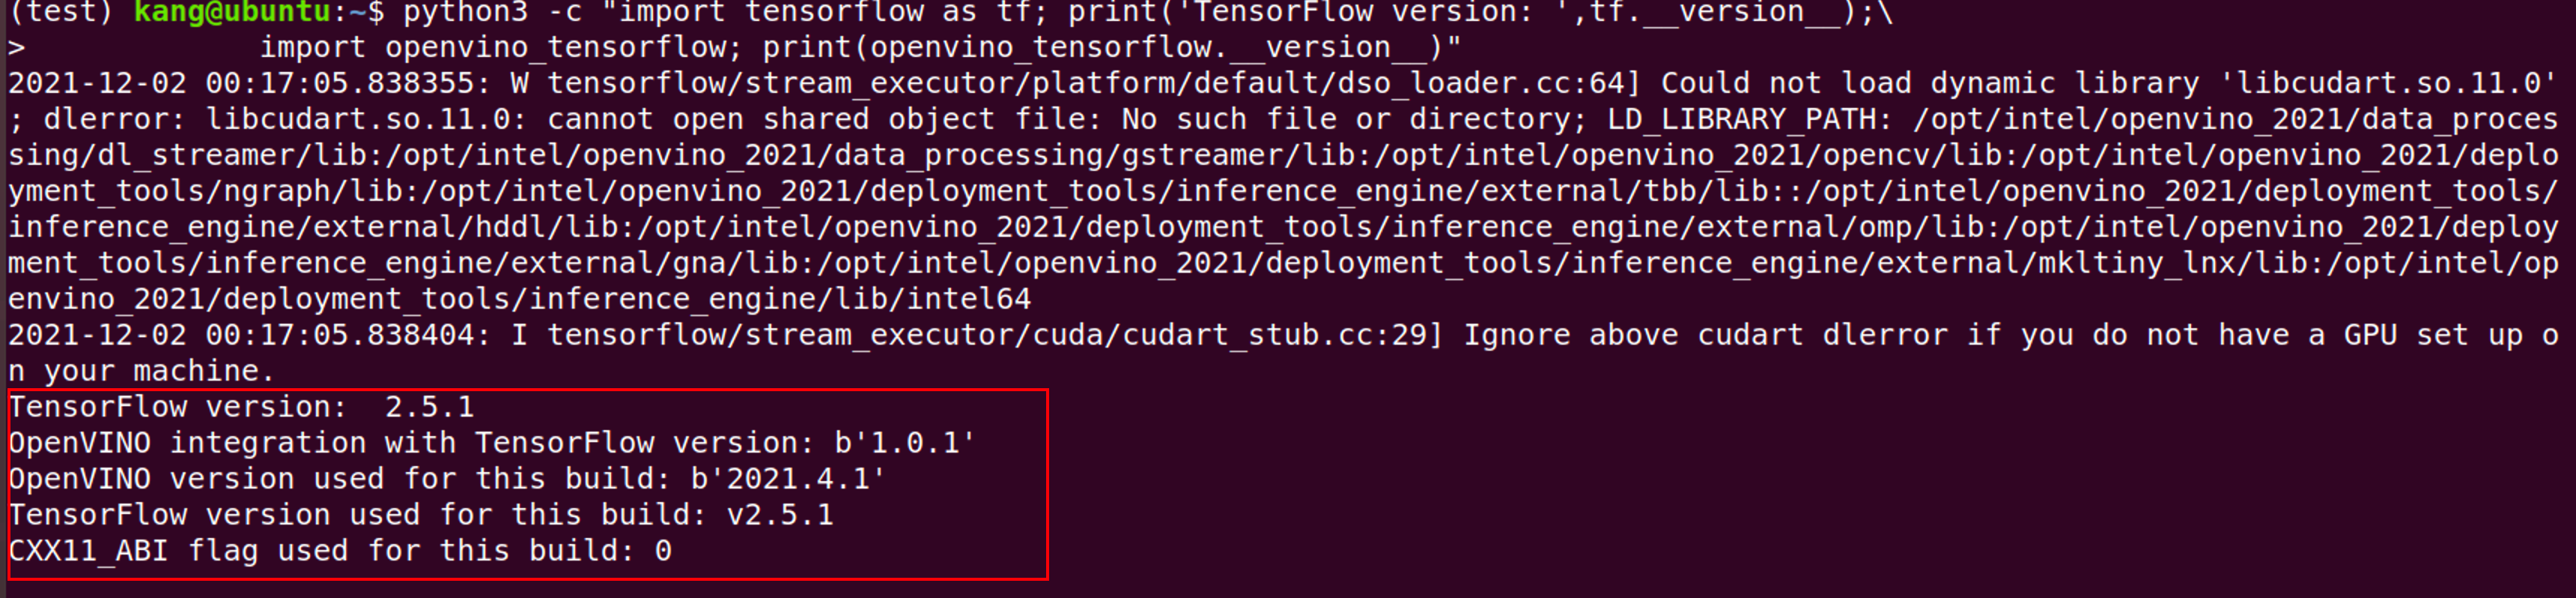 (test) kang@ubuntu:~$ python3 -c "import tensorflow as tf; print('TensorFlow version: ',tf.__version__);\
>             import openvino_tensorflow; print(openvino_tensorflow.__version__)"
2021-12-02 00:17:05.838355: W tensorflow/stream_executor/platform/default/dso_loader.cc:64] Could not load dynamic library 'libcudart.so.11.0'
; dlerror: libcudart.so.11.0: cannot open shared object file: No such file or directory; LD_LIBRARY_PATH: /opt/intel/openvino_2021/data_proces
sing/dl_streamer/lib:/opt/intel/openvino_2021/data_processing/gstreamer/lib:/opt/intel/openvino_2021/opencv/lib:/opt/intel/openvino_2021/deplo
yment_tools/ngraph/lib:/opt/intel/openvino_2021/deployment_tools/inference_engine/external/tbb/lib::/opt/intel/openvino_2021/deployment_tools/
inference_engine/external/hddl/lib:/opt/intel/openvino_2021/deployment_tools/inference_engine/external/omp/lib:/opt/intel/openvino_2021/deploy
ment_tools/inference_engine/external/gna/lib:/opt/intel/openvino_2021/deployment_tools/inference_engine/external/mkltiny_lnx/lib:/opt/intel/op
envino_2021/deployment_tools/inference_engine/lib/intel64
2021-12-02 00:17:05.838404: I tensorflow/stream_executor/cuda/cudart_stub.cc:29] Ignore above cudart dlerror if you do not have a GPU set up o
n your machine.
TensorFlow version:  2.5.1
OpenVINO integration with TensorFlow version: b'1.0.1'
OpenVINO version used for this build: b'2021.4.1'
TensorFlow version used for this build: v2.5.1
CXX11_ABI flag used for this build: 0